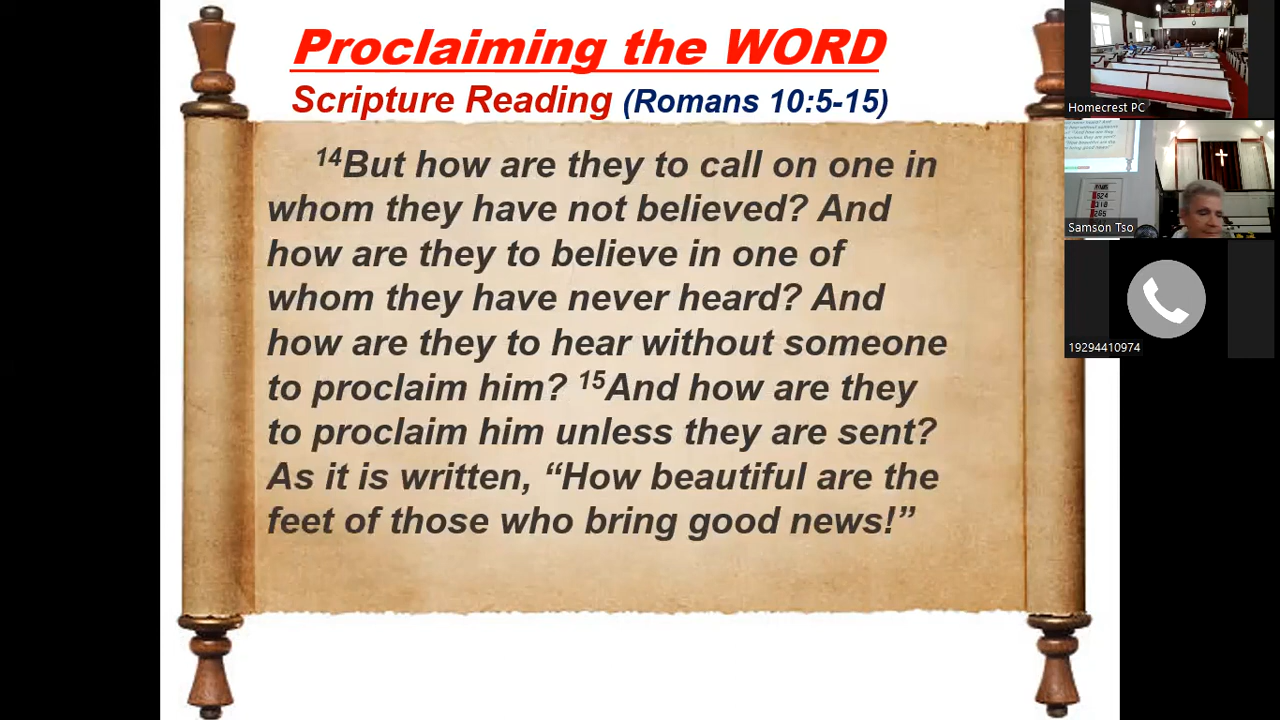 Proclaiming the WORD
Scripture Reading (Romans 10:5-15)
14But how are they to call on one in
whom they have not believed? And
how are they to believe in one of
whom they have never heard? And
how are they to hear without someone
to proclaim him? 15And how are they
to proclaim him unless they are sent?
As it is written, “How beautiful are the
feet of those who bring good news!”
Homecrest PC
Samson Tso
19294410974